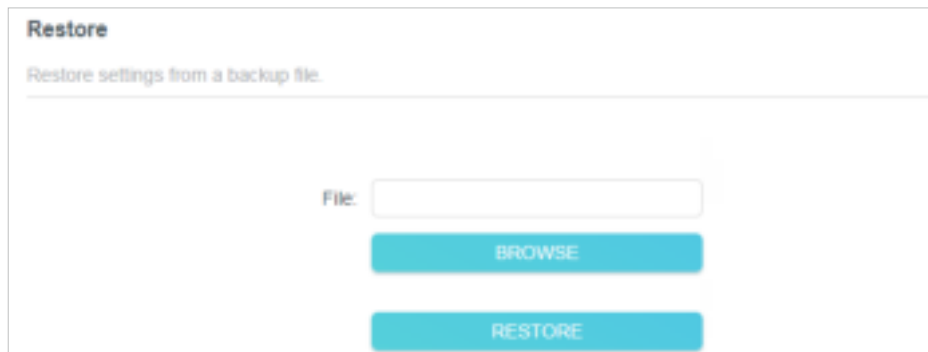 Restore
Restore settings from a backup file.
File:
BROWSE
RESTORE